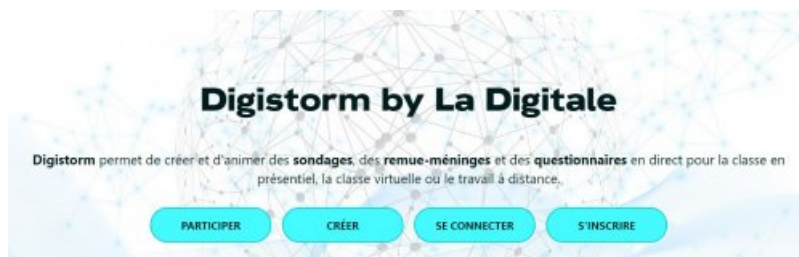 Digistorm by La Digitale
Digistorm permet de créer et d'animer des sondages, des remue-méninges et des questionnaires en direct pour la classe en
présentiel, la classe virtuelle ou le travail à distance.
PARTICIPER CRÉER SE CONNECTER S'INSCRIRE